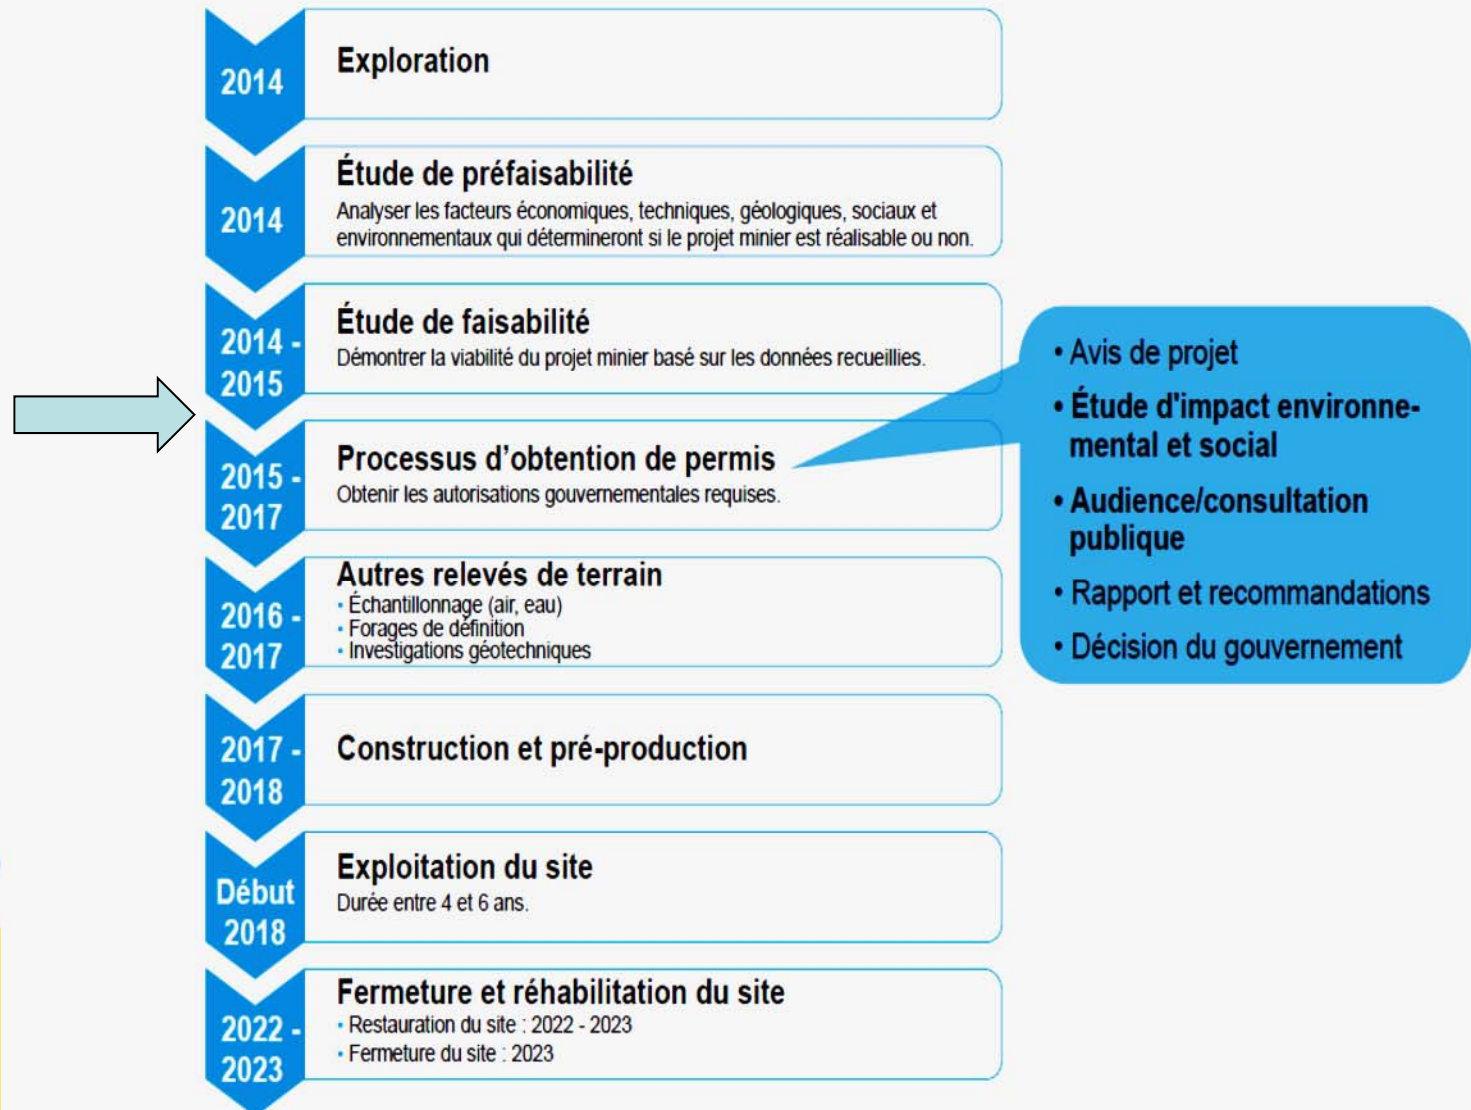 2014
Exploration
2014
Étude de préfaisabilité
Analyser les facteurs économiques, techniques, géologiques, sociaux et
environnementaux qui détermineront si le projet minier est réalisable ou non.
2014 -
2015
Étude de faisabilité
Démontrer la viabilité du projet minier basé sur les données recueillies.
2015 -
2017
Processus d'obtention de permis
Obtenir les autorisations gouvernementales requises.
• Avis de projet
• Étude d'impact environne-
mental et social
• Audience/consultation
publique
• Rapport et recommandations
• Décision du gouvernement
2016 -
2017
Autres relevés de terrain
• Échantillonnage (air, eau)
• Forages de définition
• Investigations géotechniques
2017 -
2018
Construction et pré-production
Début
2018
Exploitation du site
Durée entre 4 et 6 ans.
2022 -
2023
Fermeture et réhabilitation du site
• Restauration du site : 2022 - 2023
• Fermeture du site : 2023